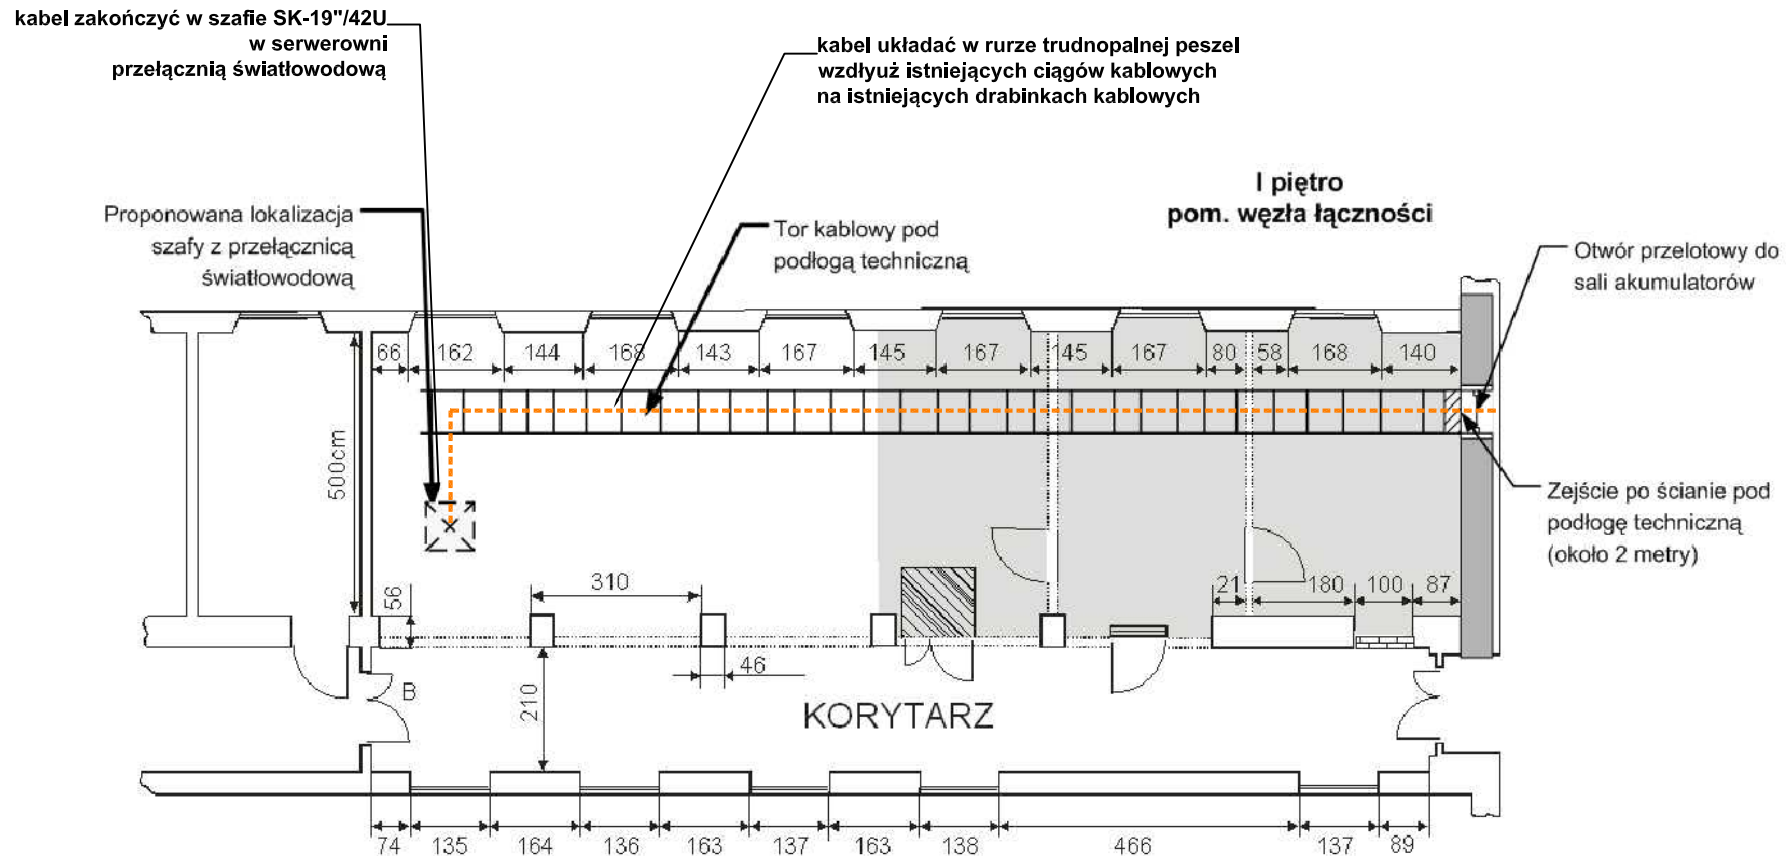 kabel zakończyć w szafie SK-19"/42U
w serwerowni
przełącznią światłowodową
kabel układać w rurze trudnopalnej peszel
wzdłyuż istniejących ciągów kablowych
na istniejących drabinkach kablowych
I piętro
pom. węzła łączności
Proponowana lokalizacja
szafy z przełącznicą
światłowodową
Tor kablowy pod
podłogą techniczną
Otwór przelotowy do
sali akumulatorów
66 162 144 168 143 167 145 167 145 167 80 58 168 140
500cm
Zejście po ścianie pod
podłogę techniczną
(około 2 metry)
56
310
21 180 100 87
46
210
B
KORYTARZ
74 135 164 136 163 137 163 138 466 137 89